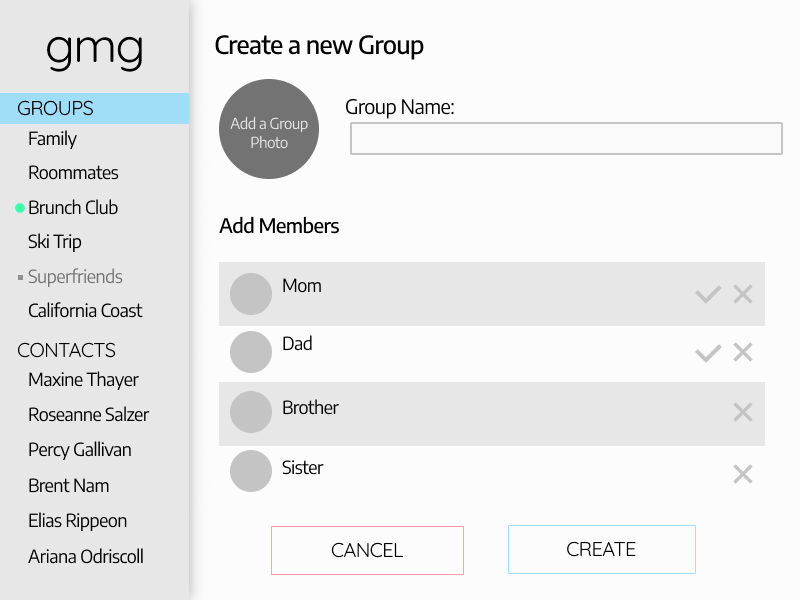 gmg
GROUPS
Family
Roommates
Brunch Club
Ski Trip
Superfriends
California Coast
CONTACTS
Maxine Thayer
Roseanne Salzer
Percy Gallivan
Brent Nam
Elias Rippeon
Ariana Odriscoll
Create a new Group
Add a Group
Photo
Group Name:
Add Members
Mom
Dad
Brother
Sister
CANCEL
CREATE